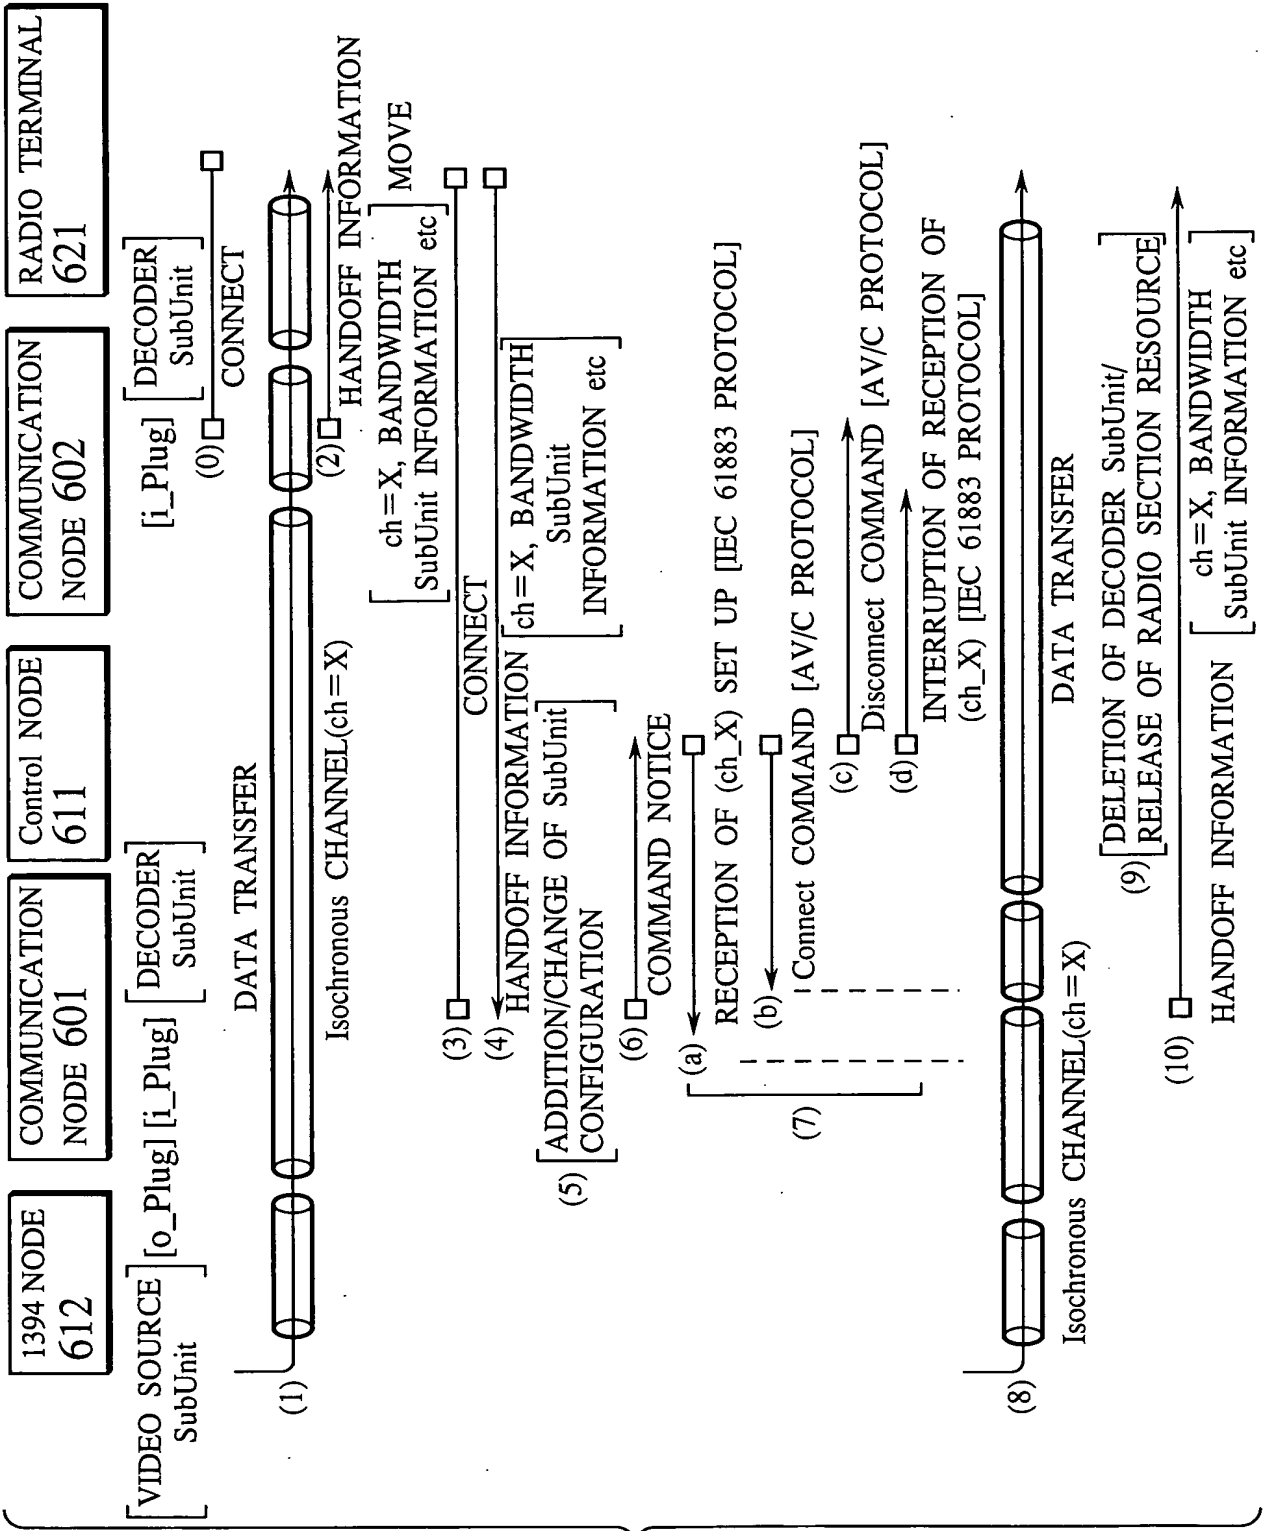 1394 NODE
612
COMMUNICATION
NODE 601
Control NODE
611
COMMUNICATION
NODE 602
RADIO TERMINAL
621
[VIDEO SOURCE
SubUnit]
[o_Plug] [i_Plug]
[DECODER
SubUnit]
[i_Plug]
[DECODER
SubUnit]
(0)
CONNECT
DATA TRANSFER
(1)
Isochronous CHANNEL(ch=X)
(2)
HANDOFF INFORMATION
[ch=X, BANDWIDTH
SubUnit INFORMATION etc]
MOVE
(3)
CONNECT
(4)
HANDOFF INFORMATION
[ch=X, BANDWIDTH
SubUnit
INFORMATION etc]
(5)
[ADDITION/CHANGE OF SubUnit
CONFIGURATION]
(6)
COMMAND NOTICE
(7)
(a)
RECEPTION OF (ch_X) SET UP [IEC 61883 PROTOCOL]
(b)
Connect COMMAND [AV/C PROTOCOL]
(c)
Disconnect COMMAND [AV/C PROTOCOL]
(d)
INTERRUPTION OF RECEPTION OF
(ch_X) [IEC 61883 PROTOCOL]
(8)
DATA TRANSFER
Isochronous CHANNEL(ch=X)
(9)
[DELETION OF DECODER SubUnit/
RELEASE OF RADIO SECTION RESOURCE]
(10)
HANDOFF INFORMATION
[ch=X, BANDWIDTH
SubUnit INFORMATION etc]